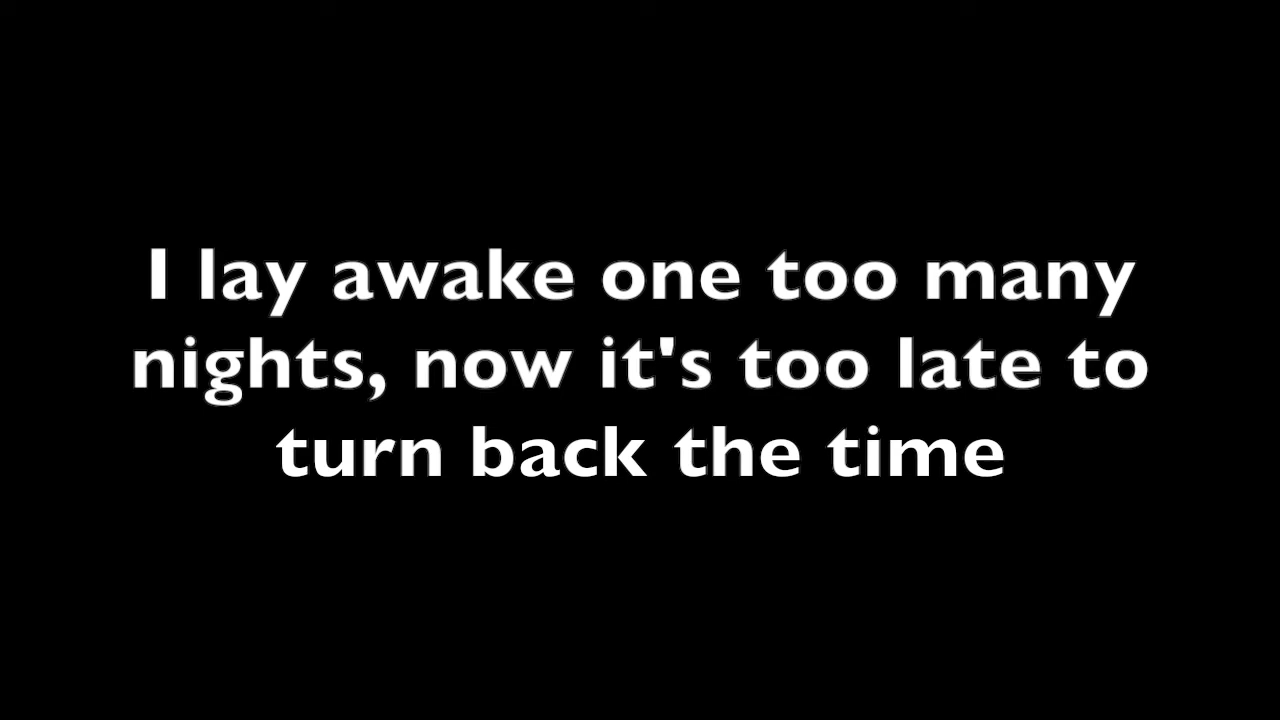 I lay awake one too many
nights, now it's too late to
turn back the time